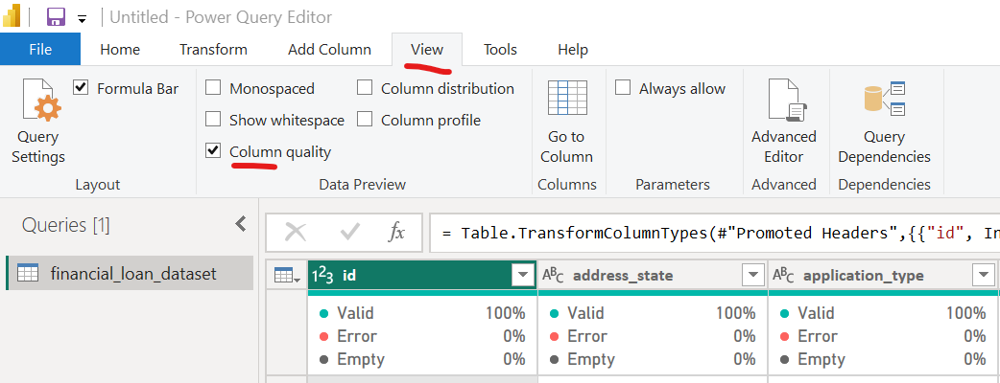 Untitled - Power Query Editor
File Home Transform Add Column View Tools Help
Query Settings
Formula Bar
Layout
Monospaced
Show whitespace
Column quality
Column distribution
Column profile
Data Preview
Go to Column
Columns
Always allow
Parameters
Advanced Editor
Advanced
Query Dependencies
Dependencies
Queries [1]
fx = Table.TransformColumnTypes(#"Promoted Headers",{{"id", In
financial_loan_dataset
123 id ABC address_state ABC application_type
Valid 100% Valid 100% Valid 100%
Error 0% Error 0% Error 0%
Empty 0% Empty 0% Empty 0%